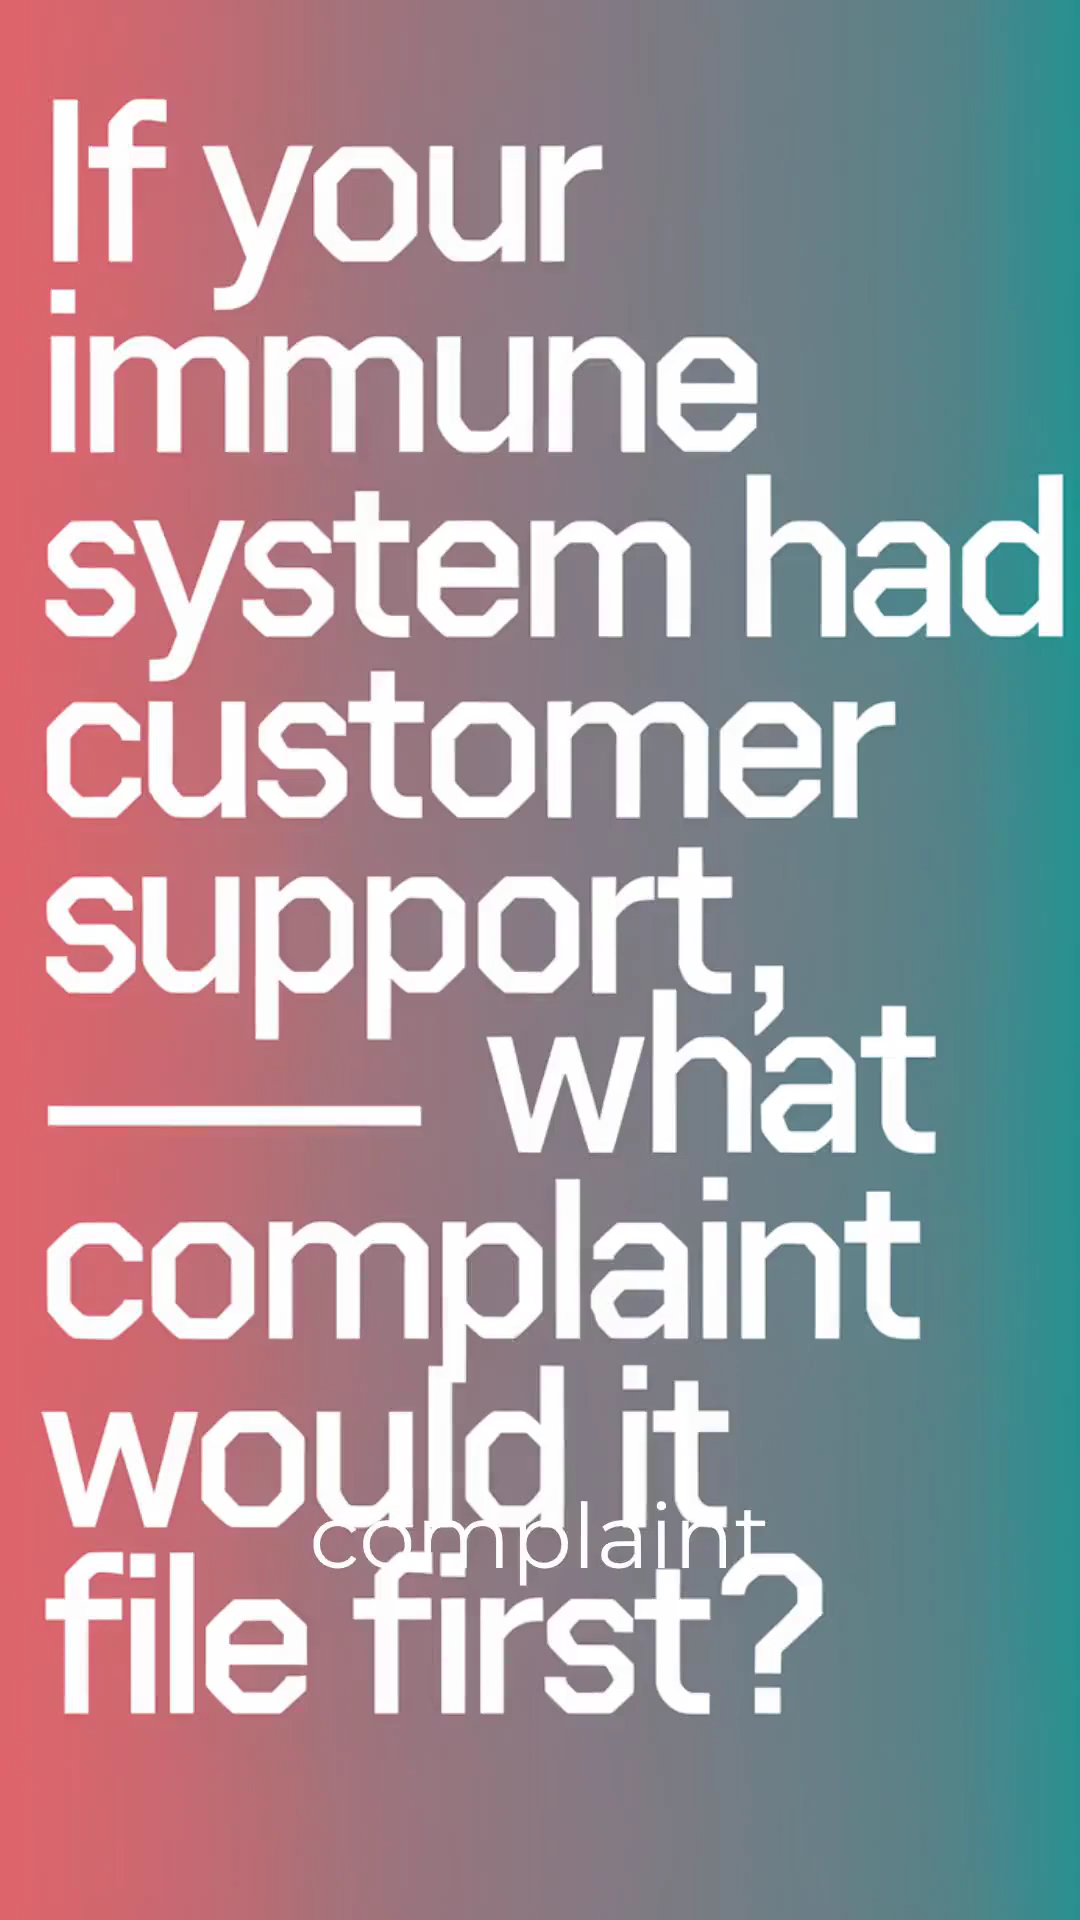 If your
immune
system had
customer
support,
what
complaint
would it
complaint
file first?